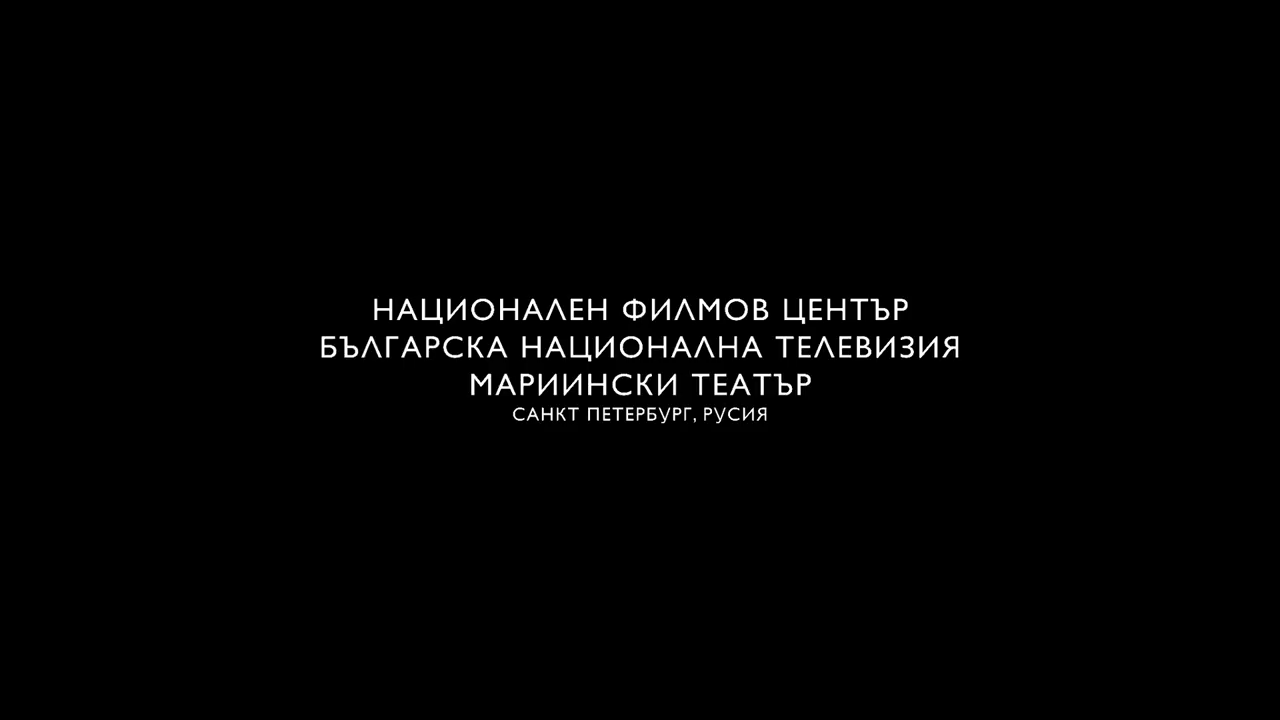 НАЦИОНАЛЕН ФИЛМОВ ЦЕНТЪР
БЪЛГАРСКА НАЦИОНАЛНА ТЕЛЕВИЗИЯ
МАРИИНСКИ ТЕАТЪР
САНКТ ПЕТЕРБУРГ, РУСИЯ